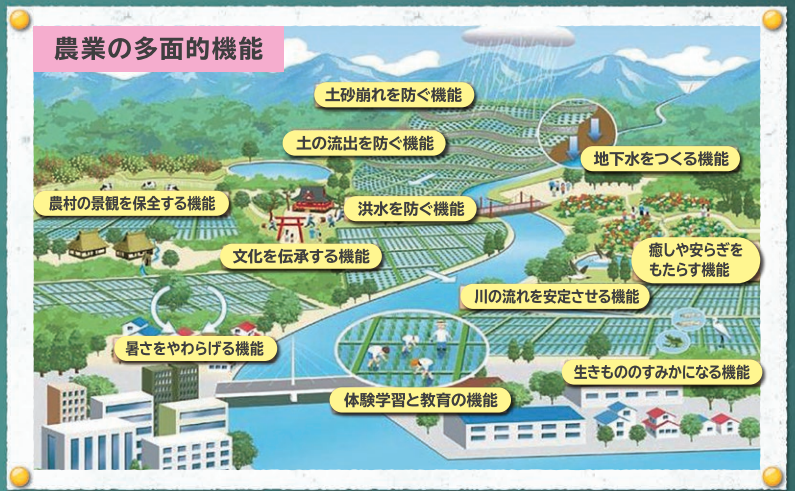 農業の多面的機能
土砂崩れを防ぐ機能
土の流出を防ぐ機能
地下水をつくる機能
農村の景観を保全する機能
洪水を防ぐ機能
文化を伝承する機能
癒しや安らぎを
もたらす機能
川の流れを安定させる機能
暑さをやわらげる機能
生きもののすみかになる機能
体験学習と教育の機能